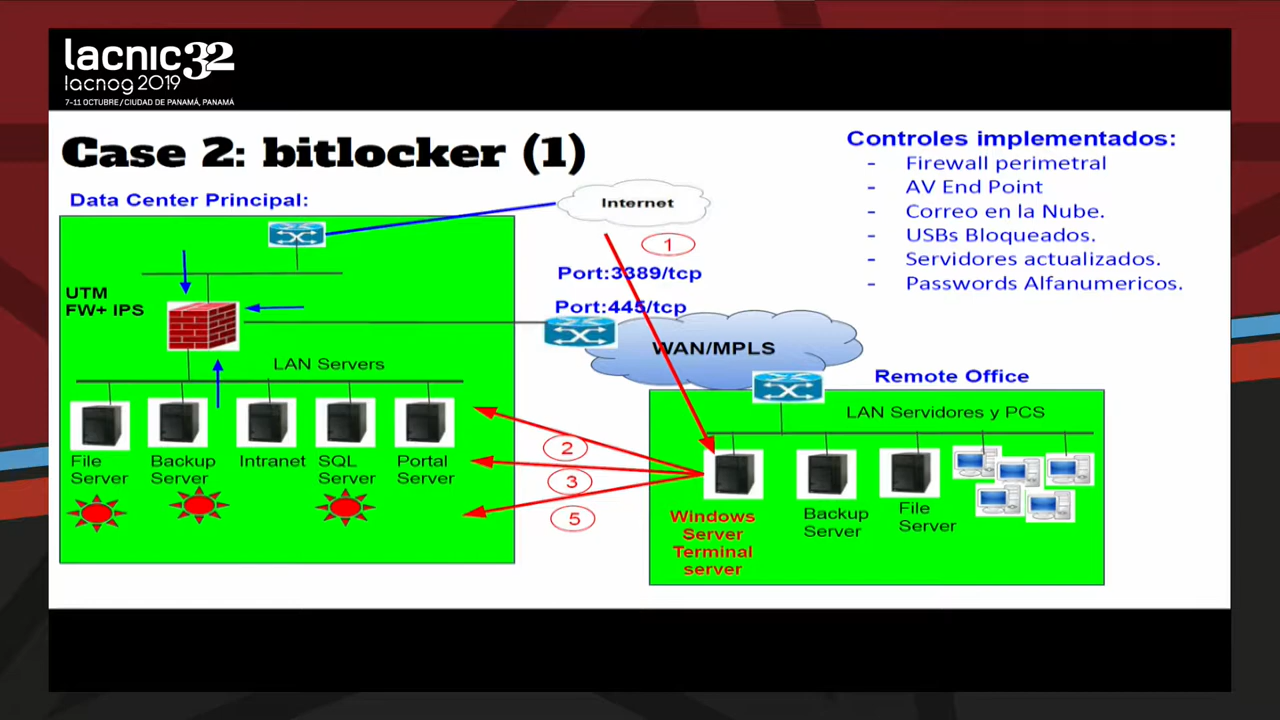 lacnic32
lacnog 2019
7-11 OCTUBRE / CIUDAD DE PANAMÁ, PANAMÁ
Case 2: bitlocker (1)
Controles implementados:
- Firewall perimetral
- AV End Point
- Correo en la Nube.
- USBs Bloqueados.
- Servidores actualizados.
- Passwords Alfanumericos.
Data Center Principal:
Internet
1
Port:3389/tcp
Port:445/tcp
UTM
FW+ IPS
WAN/MPLS
LAN Servers
Remote Office
LAN Servidores y PCS
File
Server
Backup
Server
Intranet
SQL
Server
Portal
Server
2
3
5
Windows
Server
Terminal
server
Backup
Server
File
Server